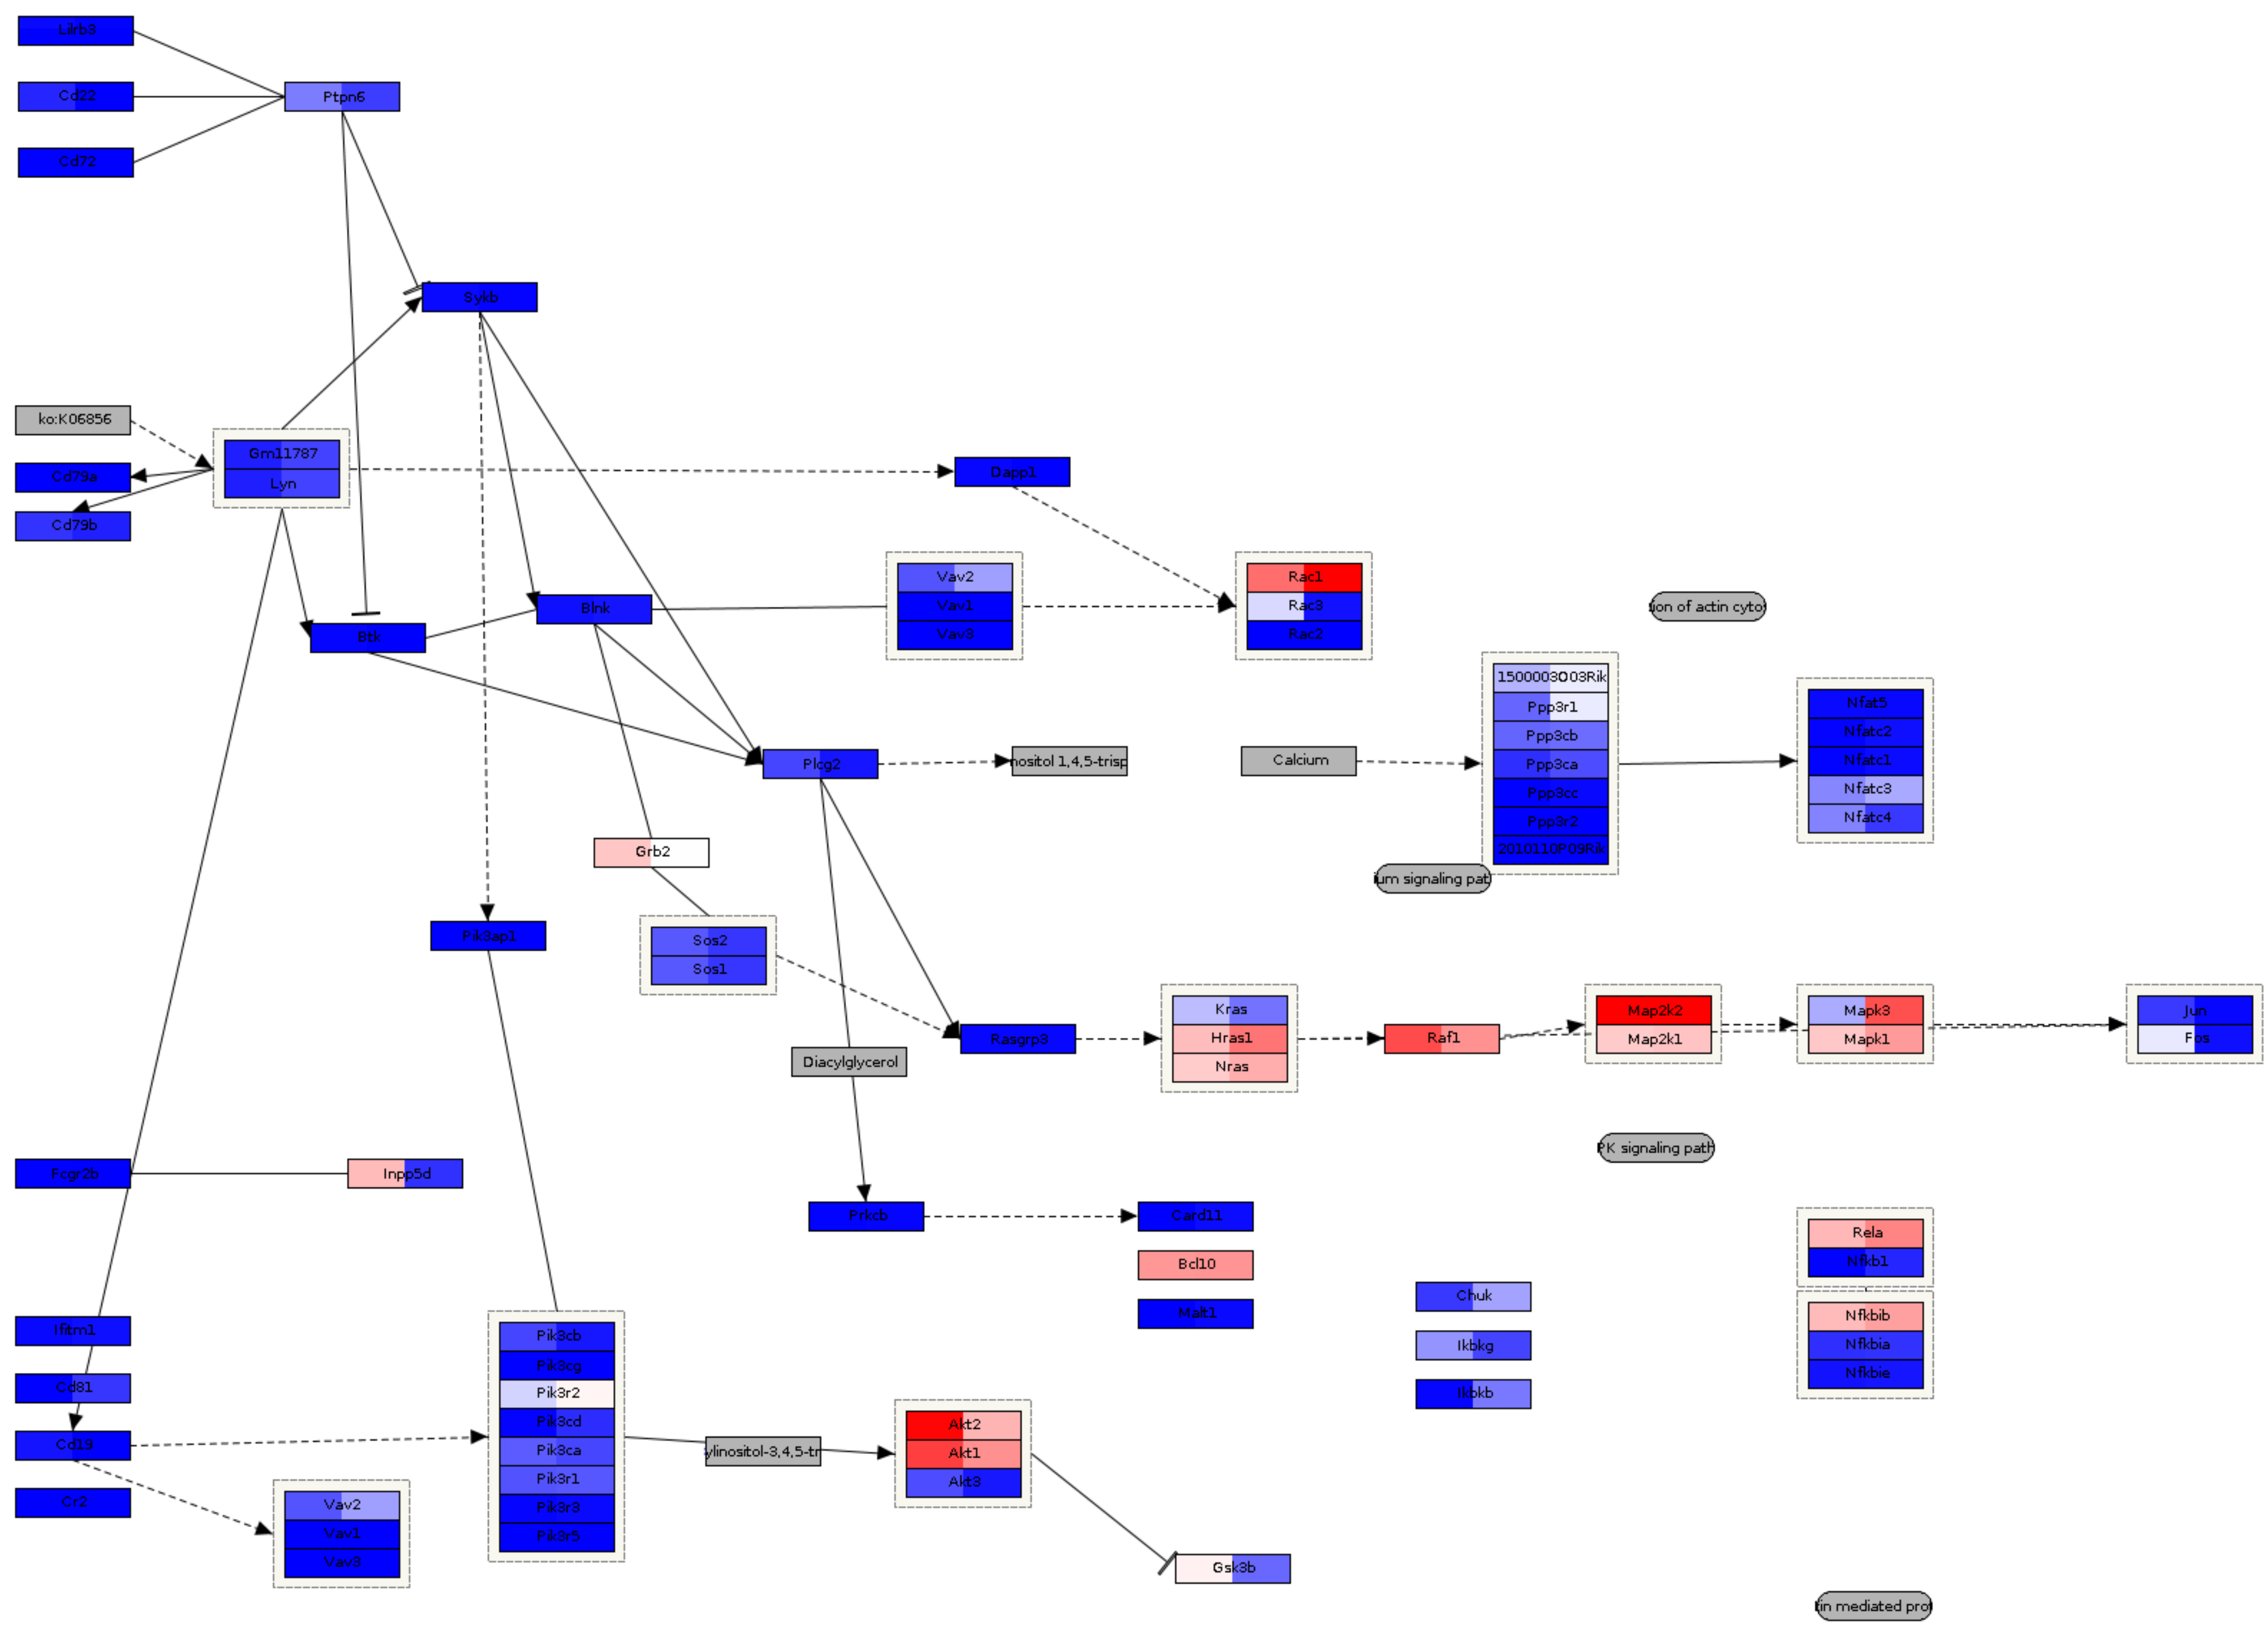 Lilrb3
Cd22
Ptpn6
Cd72
Sykb
ko:K06856
Gm11787
Lyn
Cd79a
Cd79b
Dapp1
Vav2
Vav1
Vav3
Rac1
Rac3
Rac2
Blnk
Btk
ion of actin cyto
1500003O03Rik
Ppp3r1
Ppp3cb
Ppp3ca
Ppp3cc
Ppp3r2
2010110P09Rik
Nfat5
Nfatc2
Nfatc1
Nfatc3
Nfatc4
Plcg2
nositol 1,4,5-trisp
Calcium
Grb2
um signaling pat
Pik3ap1
Sos2
Sos1
Rasgrp3
Diacylglycerol
Kras
Hras1
Nras
Raf1
Map2k2
Map2k1
Mapk3
Mapk1
Jun
Fos
PK signaling path
Fcgr2b
Inpp5d
Prkcb
Card11
Bcl10
Malt1
Rela
Nfkb1
Chuk
Ikbkg
Ikbkb
Nfkbib
Nfkbia
Nfkbie
Ifitm1
Cd81
Cd19
Cr2
Pik3cb
Pik3cg
Pik3r2
Pik3cd
Pik3ca
Pik3r1
Pik3r3
Pik3r5
ylinositol-3,4,5-tr
Akt2
Akt1
Akt3
Vav2
Vav1
Vav3
Gsk3b
tin mediated prot